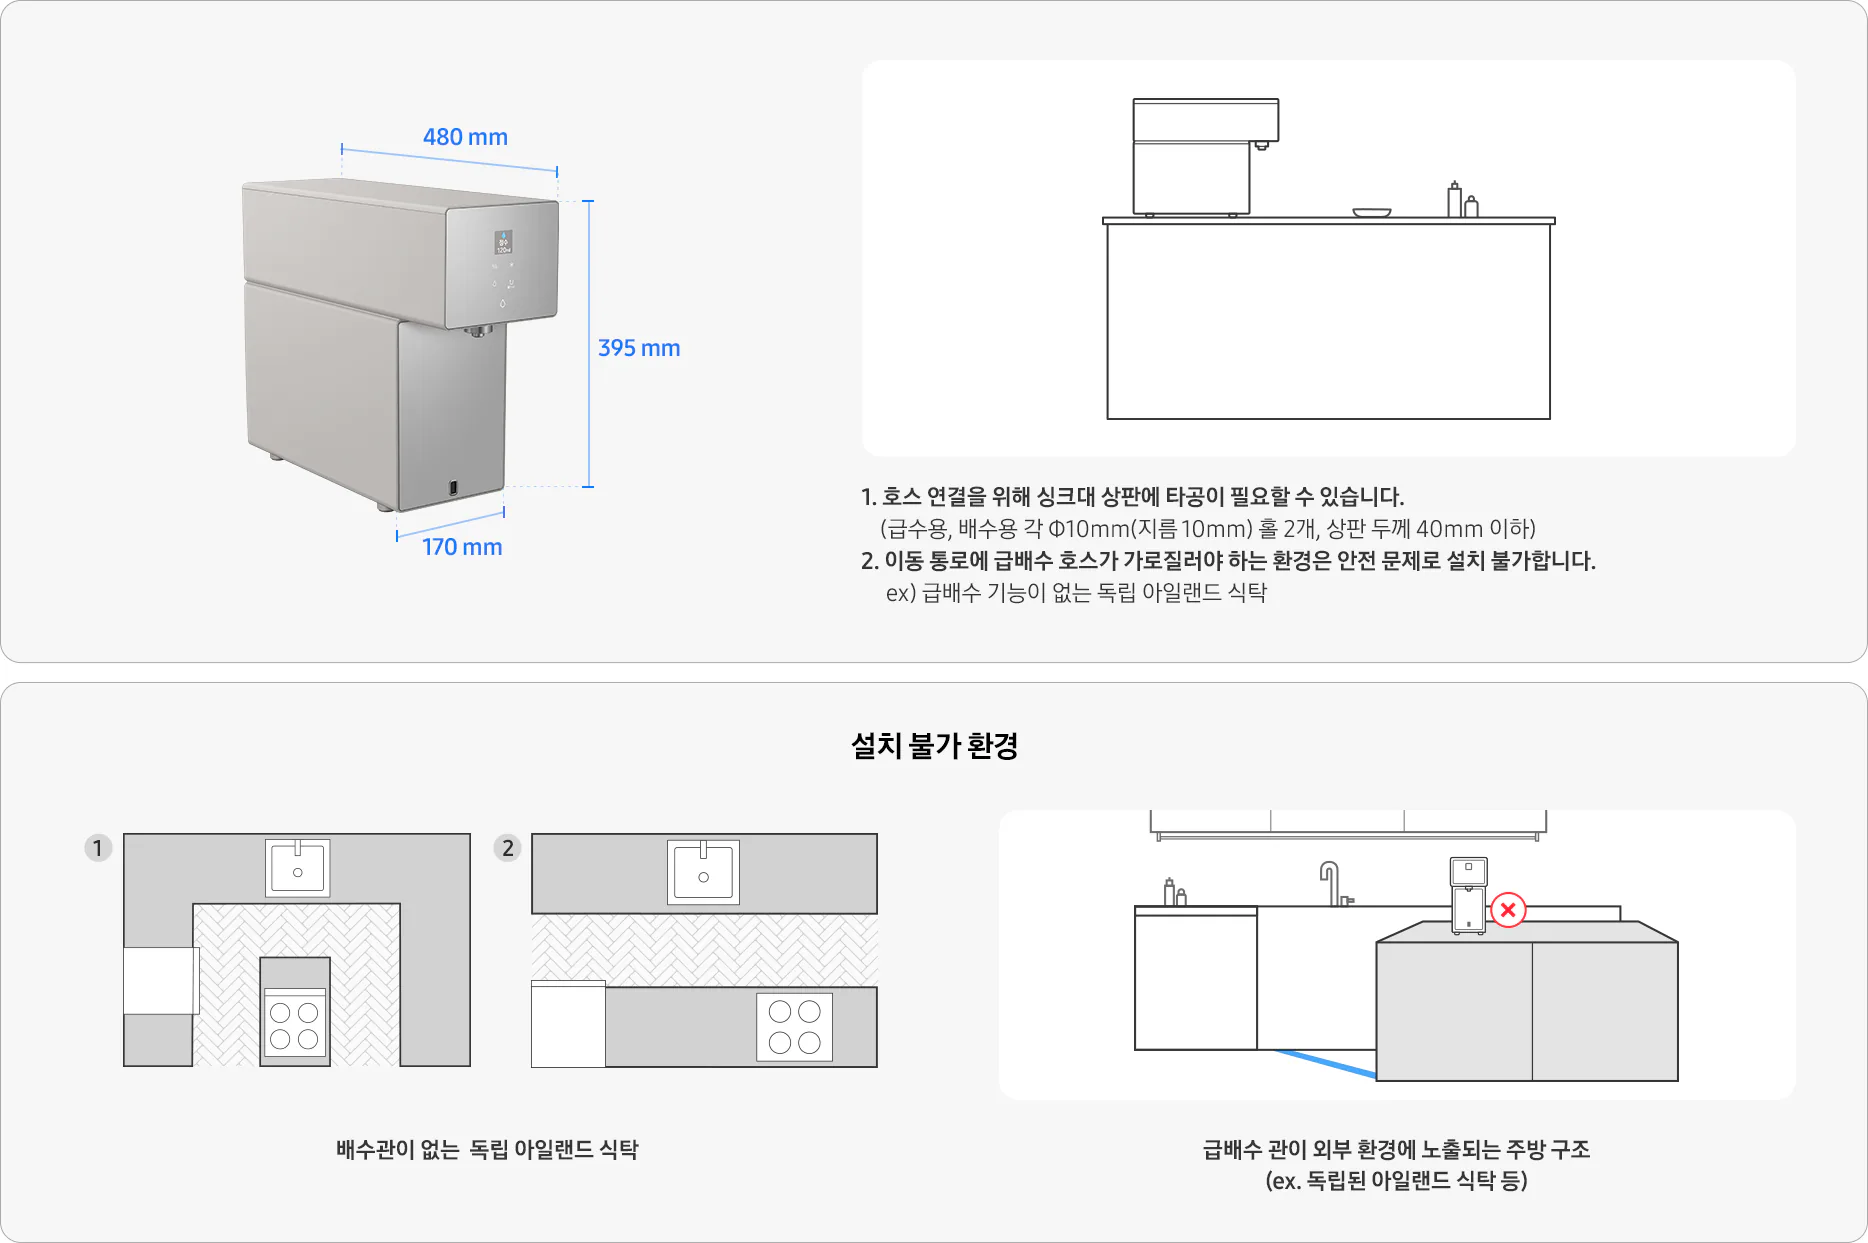 480 mm
정수
120ml
395 mm
170 mm
1. 호스 연결을 위해 싱크대 상판에 타공이 필요할 수 있습니다.
(급수용, 배수용 각 Φ10mm(지름 10mm) 홀 2개, 상판 두께 40mm 이하)
2. 이동 통로에 급배수 호스가 가로질러야 하는 환경은 안전 문제로 설치 불가합니다.
ex) 급배수 기능이 없는 독립 아일랜드 식탁
설치 불가 환경
1
2
배수관이 없는 독립 아일랜드 식탁
급배수 관이 외부 환경에 노출되는 주방 구조
(ex. 독립된 아일랜드 식탁 등)